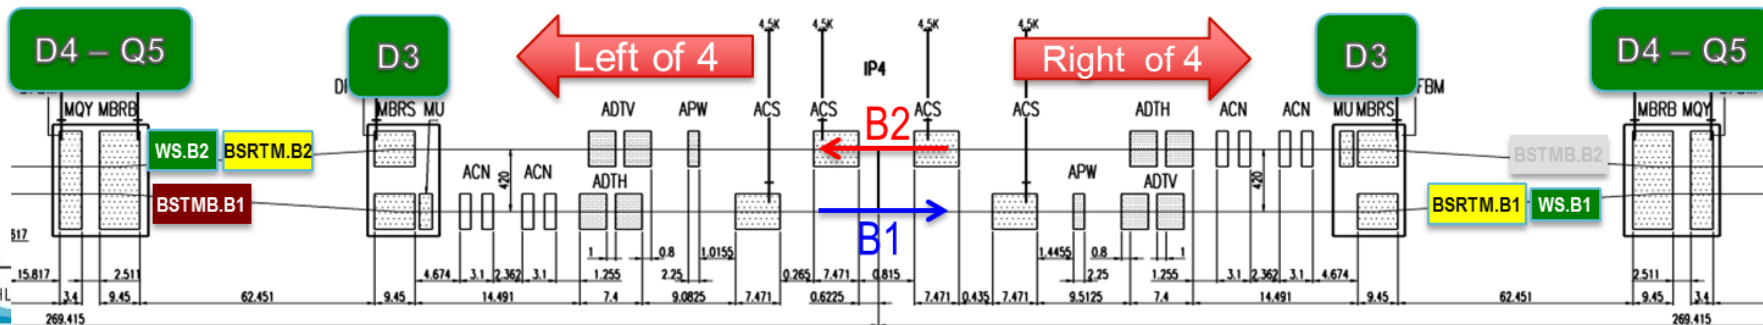 D4 – Q5
D3
Left of 4
4.5K
4.5K
4.5K
4.5K
Right of 4
D3
D4 – Q5
IP4
MQY MBRB
MBRS MU
ADTV
APW
ACS
ACS
ACS
ACS
ADTH
ACN
ACN
MU MBRS
FBM
MBRB MQY
B2
WS.B2
BSRTM.B2
BSTMB.B2
ACN
ACN
ADTH
420
APW
ADTV
420
BSTMB.B1
BSRTM.B1
WS.B1
B1
617
1
0.8
1.0155
1.4455
0.8
1
15.817
2.511
4.674
3.1
2.362
3.1
1.255
2.25
0.265
7.471
0.815
2.25
1.255
3.1
2.362
3.1
4.674
2.511
3.4
9.45
62.451
9.45
14.491
7.4
9.0825
7.471
0.6225
7.471
0.435
7.471
9.5125
7.4
14.491
9.45
62.451
9.45
3.4
269.415
269.415